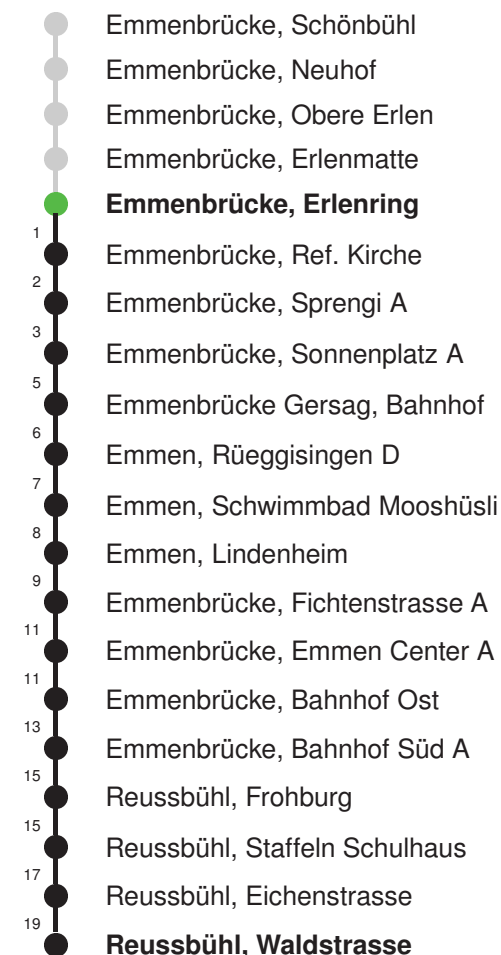 Emmenbrücke, Schönbühl
Emmenbrücke, Neuhof
Emmenbrücke, Obere Erlen
Emmenbrücke, Erlenmatte
Emmenbrücke, Erlenring
1
Emmenbrücke, Ref. Kirche
2
Emmenbrücke, Sprengi A
3
Emmenbrücke, Sonnenplatz A
5
Emmenbrücke Gersag, Bahnhof
6
Emmen, Rüeggisingen D
7
Emmen, Schwimmbad Mooshüsli
8
Emmen, Lindenheim
9
Emmenbrücke, Fichtenstrasse A
11
Emmenbrücke, Emmen Center A
11
Emmenbrücke, Bahnhof Ost
13
Emmenbrücke, Bahnhof Süd A
15
Reussbühl, Frohburg
15
Reussbühl, Staffeln Schulhaus
17
Reussbühl, Eichenstrasse
19
Reussbühl, Waldstrasse